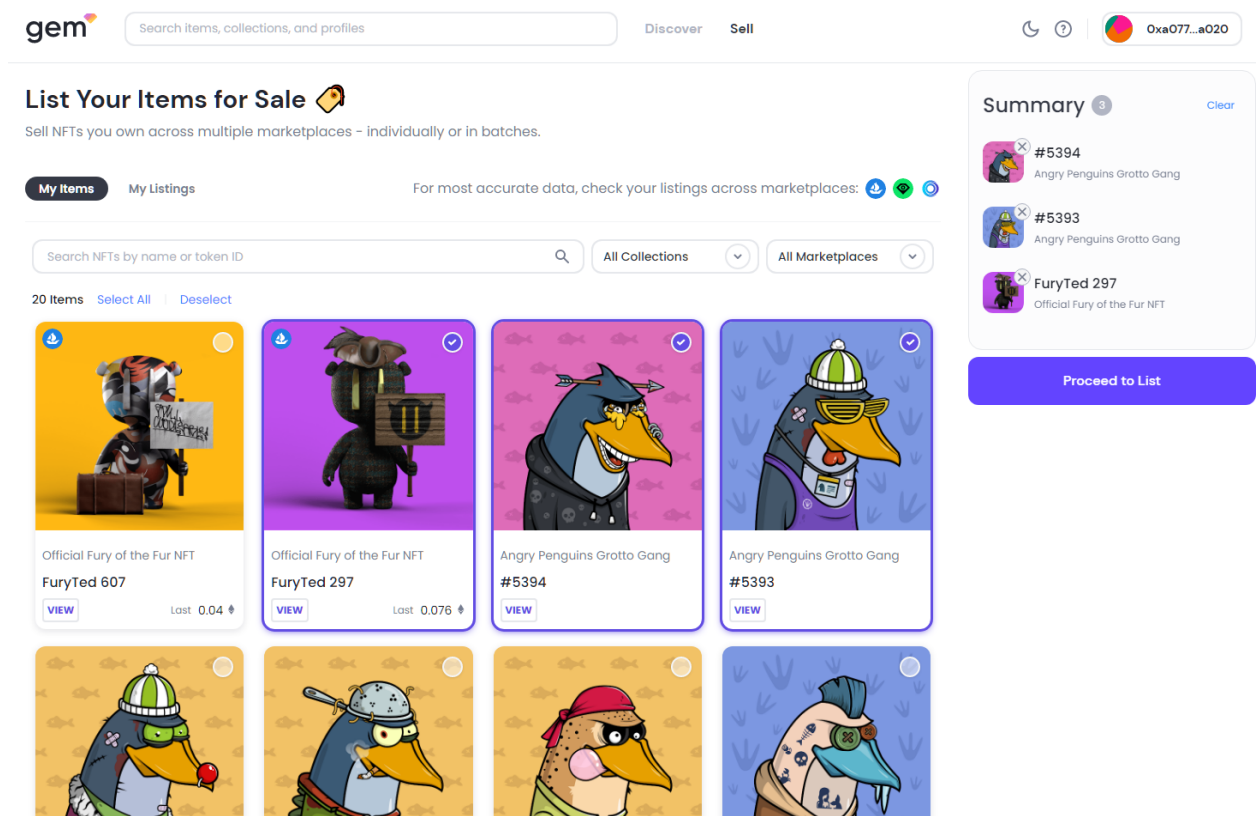 gem
Search items, collections, and profiles
Discover
Sell
0xa077...a020
List Your Items for Sale
Sell NFTs you own across multiple marketplaces - individually or in batches.
My Items
My Listings
For most accurate data, check your listings across marketplaces:
Search NFTs by name or token ID
All Collections
All Marketplaces
20 Items
Select All
Deselect
Official Fury of the Fur NFT
FuryTed 607
VIEW
Last 0.04
Official Fury of the Fur NFT
FuryTed 297
VIEW
Last 0.076
Angry Penguins Grotto Gang
#5394
VIEW
Angry Penguins Grotto Gang
#5393
VIEW
Summary 3
Clear
#5394
Angry Penguins Grotto Gang
#5393
Angry Penguins Grotto Gang
FuryTed 297
Official Fury of the Fur NFT
Proceed to List